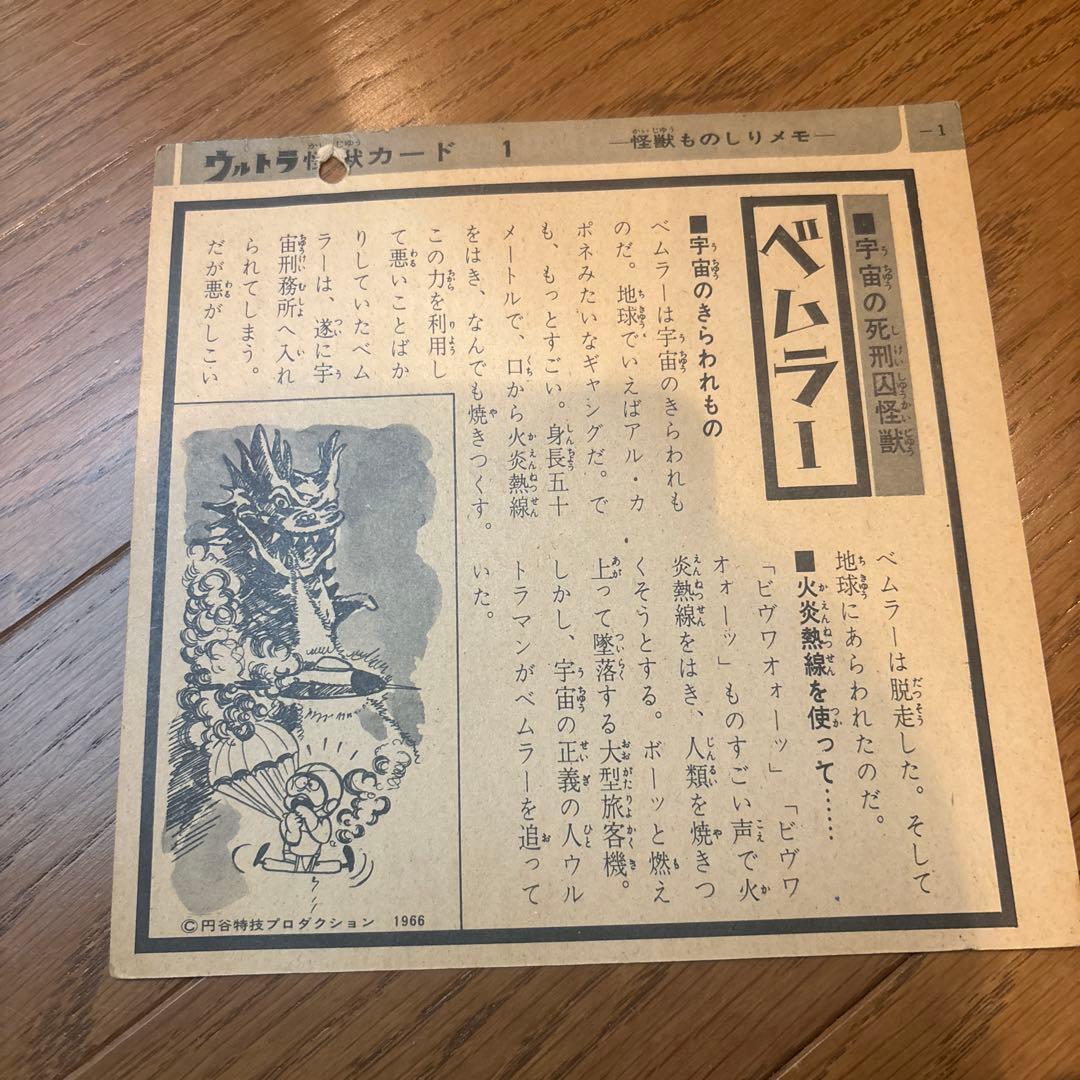 ウルトラ怪獣カード 1
—怪獣ものしりメモ—
—1
■宇宙の死刑囚怪獣
ベムラー
■宇宙のきらわれもの
ベムラーは宇宙のきらわれも
のだ。地球でいえばアル・カ
ポネみたいなギャングだ。で
も、もっとすごい。身長五十
メートルで、口から火炎熱線
をはき、なんでも焼きつくす。
この力を利用し
て悪いことばか
りしていたベム
ラーは、遂に宇
宙刑務所へ入れ
られてしまう。
だが悪がしこい
ベムラーは脱走した。そして
地球にあらわれたのだ。
■火炎熱線を使って……
「ビヴワォォーッ」「ビヴワ
オォーッ」ものすごい声で火
炎熱線をはき、人類を焼きつ
くそうとする。ボーッと燃え
上って墜落する大型旅客機。
しかし、宇宙の正義の人ウル
トラマンがベムラーを追って
いた。
©円谷特技プロダクション 1966